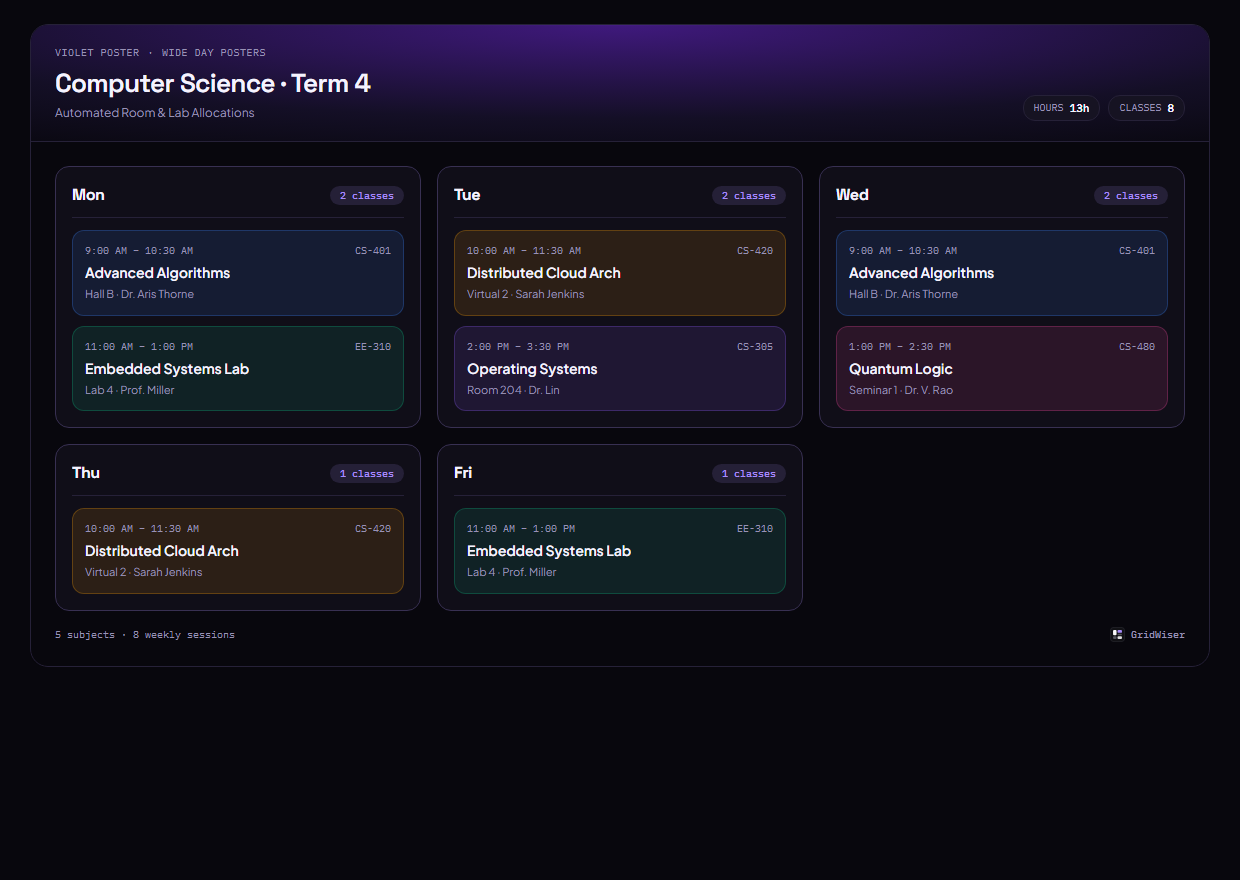 VIOLET POSTER · WIDE DAY POSTERS
Computer Science · Term 4
Automated Room & Lab Allocations
HOURS 13h
CLASSES 8
Mon
2 classes
9:00 AM – 10:30 AM
CS-401
Advanced Algorithms
Hall B · Dr. Aris Thorne
11:00 AM – 1:00 PM
EE-310
Embedded Systems Lab
Lab 4 · Prof. Miller
Tue
2 classes
10:00 AM – 11:30 AM
CS-420
Distributed Cloud Arch
Virtual 2 · Sarah Jenkins
2:00 PM – 3:30 PM
CS-305
Operating Systems
Room 204 · Dr. Lin
Wed
2 classes
9:00 AM – 10:30 AM
CS-401
Advanced Algorithms
Hall B · Dr. Aris Thorne
1:00 PM – 2:30 PM
CS-480
Quantum Logic
Seminar 1 · Dr. V. Rao
Thu
1 classes
10:00 AM – 11:30 AM
CS-420
Distributed Cloud Arch
Virtual 2 · Sarah Jenkins
Fri
1 classes
11:00 AM – 1:00 PM
EE-310
Embedded Systems Lab
Lab 4 · Prof. Miller
5 subjects · 8 weekly sessions
GridWiser